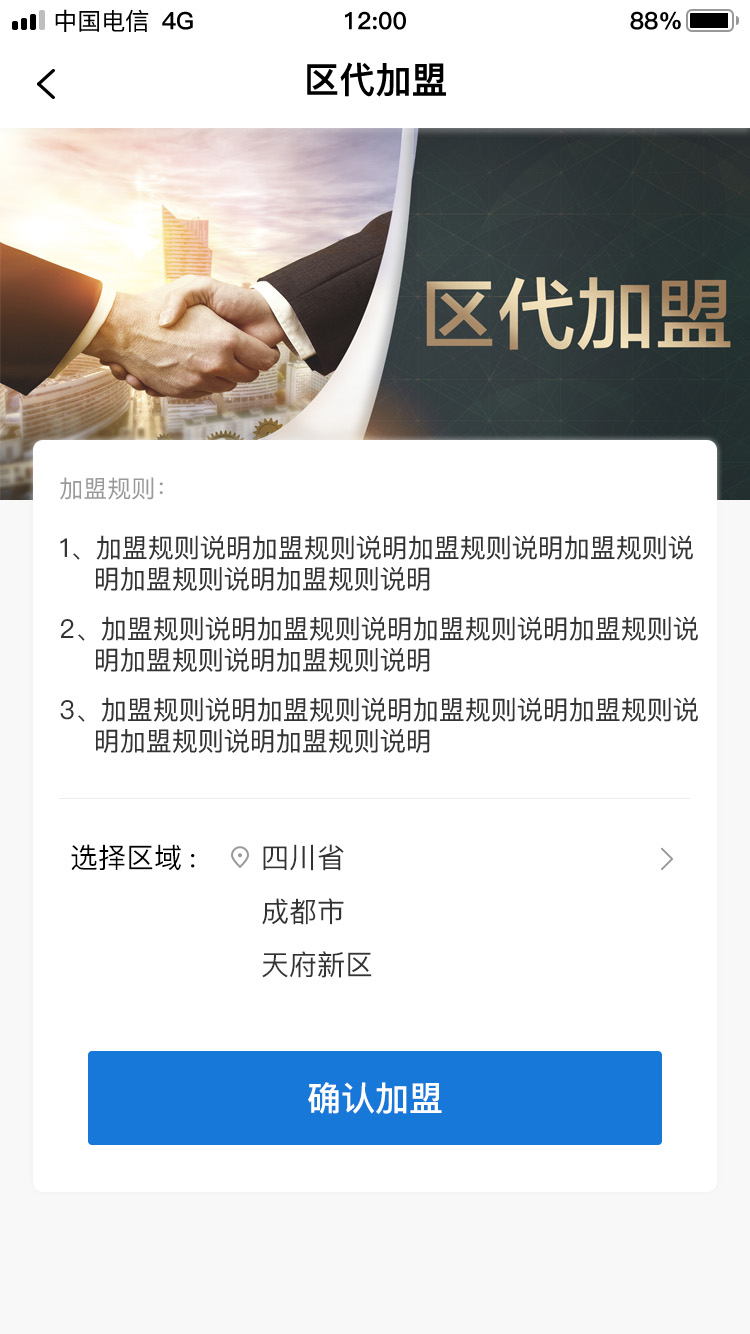 中国电信 4G 12:00 88%
区代加盟
区代加盟
加盟规则：
1、加盟规则说明加盟规则说明加盟规则说明加盟规则说
明加盟规则说明加盟规则说明
2、加盟规则说明加盟规则说明加盟规则说明加盟规则说
明加盟规则说明加盟规则说明
3、加盟规则说明加盟规则说明加盟规则说明加盟规则说
明加盟规则说明加盟规则说明
选择区域： 四川省
成都市
天府新区
确认加盟